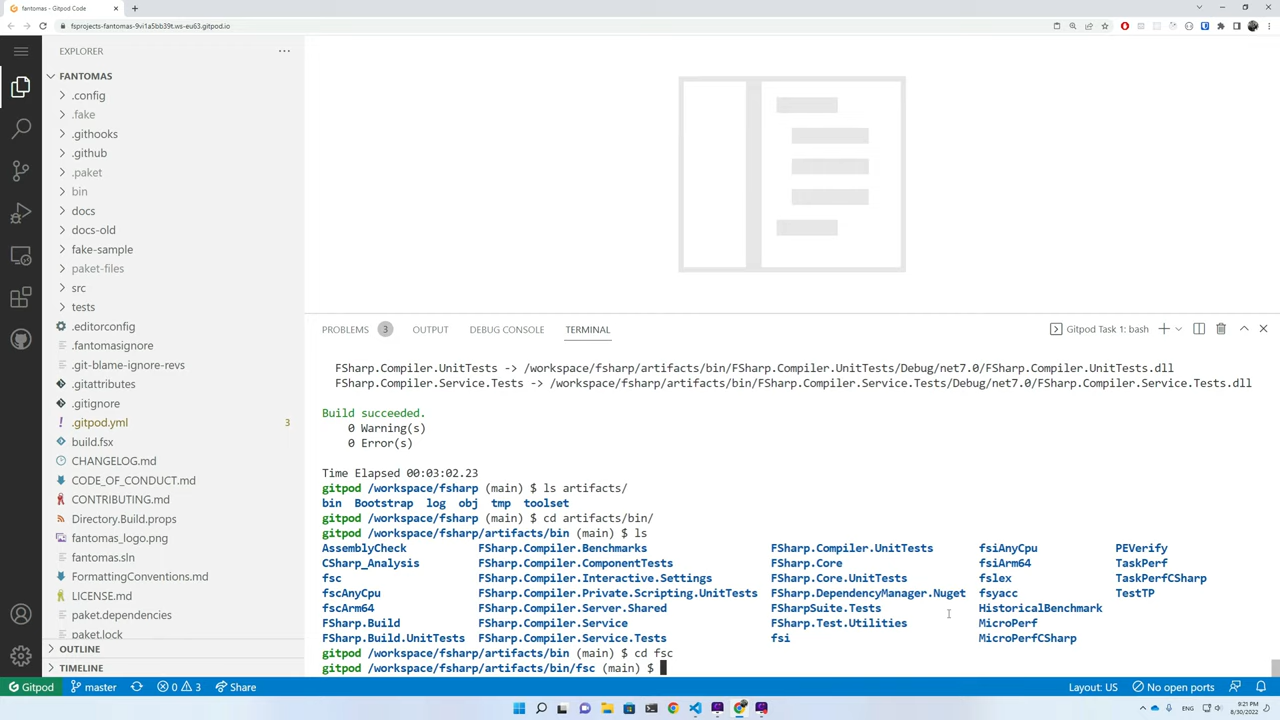 fantomas - Gitpod Code
fsprojects-fantomas-9vi1a5bb39t.ws-eu63.gitpod.io
EXPLORER
FANTOMAS
.config
.fake
.githooks
.github
.paket
bin
docs
docs-old
fake-sample
paket-files
src
tests
.editorconfig
.fantomasignore
.git-blame-ignore-revs
.gitattributes
.gitignore
.gitpod.yml 3
build.fsx
CHANGELOG.md
CODE_OF_CONDUCT.md
CONTRIBUTING.md
Directory.Build.props
fantomas_logo.png
fantomas.sln
FormattingConventions.md
LICENSE.md
paket.dependencies
paket.lock
OUTLINE
TIMELINE
PROBLEMS 3 OUTPUT DEBUG CONSOLE TERMINAL Gitpod Task 1: bash
FSharp.Compiler.UnitTests -> /workspace/fsharp/artifacts/bin/FSharp.Compiler.UnitTests/Debug/net7.0/FSharp.Compiler.UnitTests.dll
FSharp.Compiler.Service.Tests -> /workspace/fsharp/artifacts/bin/FSharp.Compiler.Service.Tests/Debug/net7.0/FSharp.Compiler.Service.Tests.dll
Build succeeded.
0 Warning(s)
0 Error(s)
Time Elapsed 00:03:02.23
gitpod /workspace/fsharp (main) $ ls artifacts/
bin Bootstrap log obj tmp toolset
gitpod /workspace/fsharp (main) $ cd artifacts/bin/
gitpod /workspace/fsharp/artifacts/bin (main) $ ls
AssemblyCheck FSharp.Compiler.Benchmarks FSharp.Compiler.UnitTests fsiAnyCpu PEVerify
CSharp_Analysis FSharp.Compiler.ComponentTests FSharp.Core fsiArm64 TaskPerf
fsc FSharp.Compiler.Interactive.Settings FSharp.Core.UnitTests fslex TaskPerfCSharp
fscAnyCpu FSharp.Compiler.Private.Scripting.UnitTests FSharp.DependencyManager.Nuget fsyacc TestTP
fscArm64 FSharp.Compiler.Server.Shared FSharpSuite.Tests HistoricalBenchmark
FSharp.Build FSharp.Compiler.Service FSharp.Test.Utilities MicroPerf
FSharp.Build.UnitTests FSharp.Compiler.Service.Tests fsi MicroPerfCSharp
gitpod /workspace/fsharp/artifacts/bin (main) $ cd fsc
gitpod /workspace/fsharp/artifacts/bin/fsc (main) $
Gitpod master 0 3 Share Layout: US No open ports
ENG 9:21 PM
8/30/2022